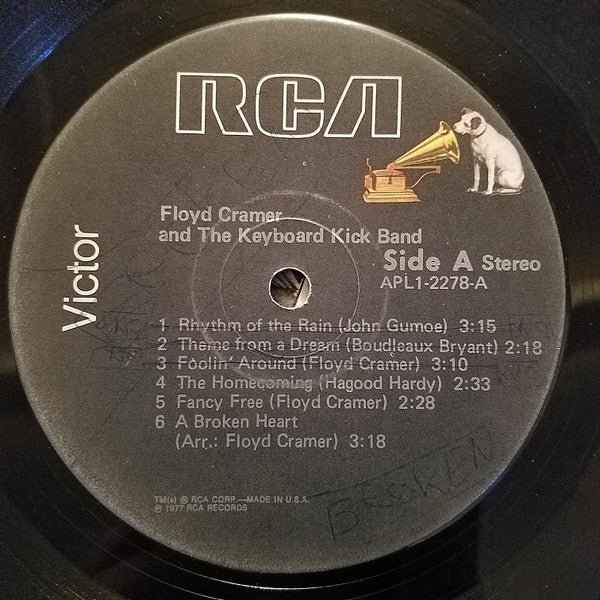 RCA
Victor
Floyd Cramer
and The Keyboard Kick Band
Side A Stereo
APL1-2278-A
1 Rhythm of the Rain (John Gumoe) 3:15
2 Theme from a Dream (Boudleaux Bryant) 2:18
3 Foolin' Around (Floyd Cramer) 3:10
4 The Homecoming (Hagood Hardy) 2:33
5 Fancy Free (Floyd Cramer) 2:28
6 A Broken Heart
(Arr.: Floyd Cramer) 3:18
TM(s) ® RCA CORP.—MADE IN U.S.A.
℗ 1977 RCA RECORDS